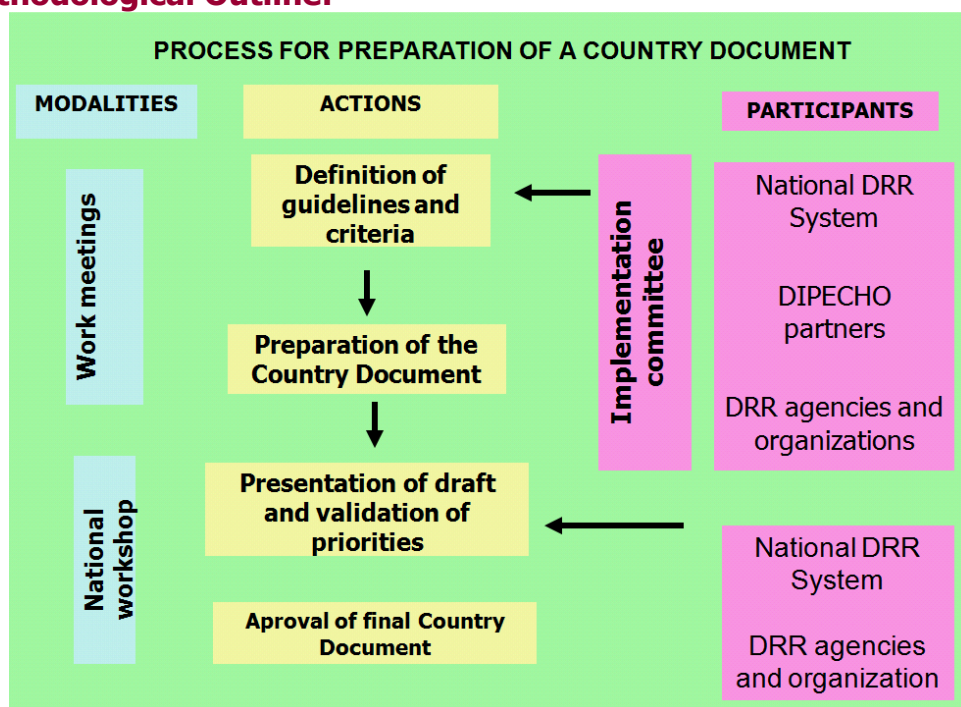 thodological Outline.
PROCESS FOR PREPARATION OF A COUNTRY DOCUMENT
MODALITIES
ACTIONS
PARTICIPANTS
Work meetings
Definition of
guidelines and
criteria
Implementation
committee
National DRR
System
DIPECHO
partners
DRR agencies and
organizations
Preparation of the
Country Document
National
workshop
Presentation of draft
and validation of
priorities
National DRR
System
DRR agencies
and organization
Aproval of final Country
Document